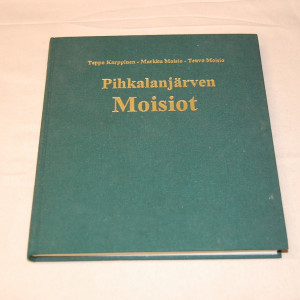 Teppo Karppinen - Markku Moisio - Teuvo Moisio
Pihkalanjärven
Moisiot